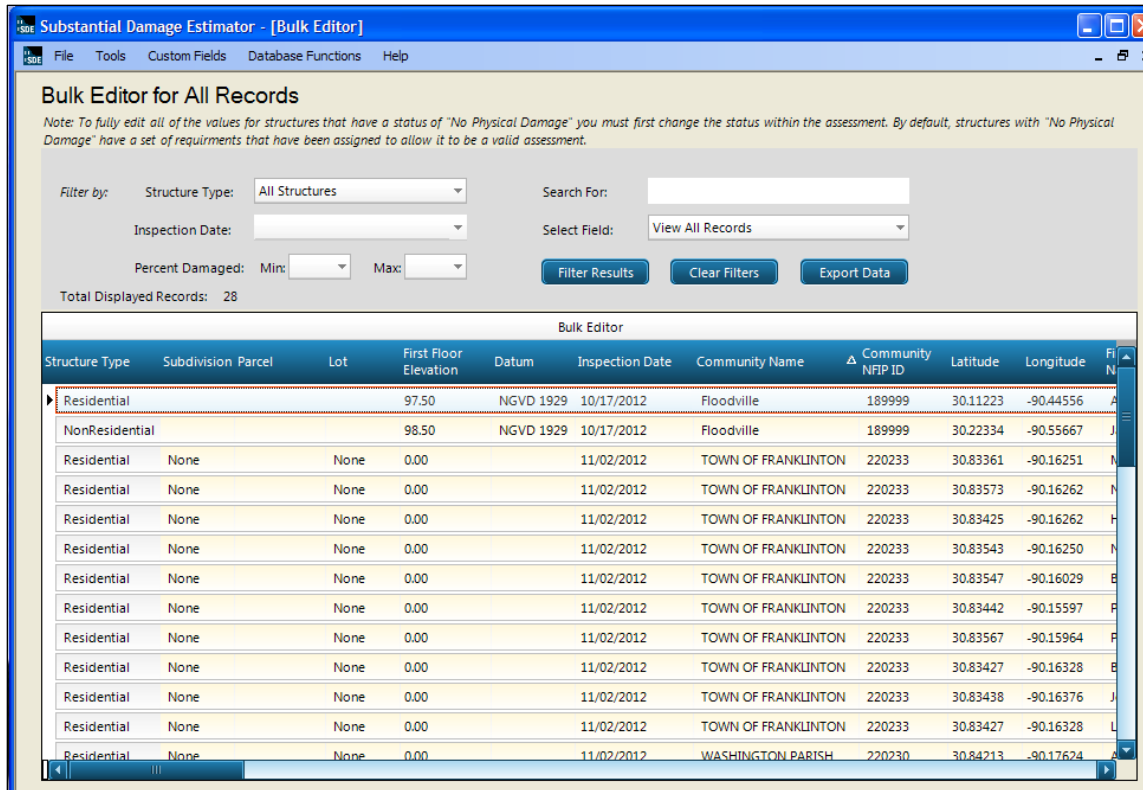 SDE Substantial Damage Estimator - [Bulk Editor]
SDE File Tools Custom Fields Database Functions Help
Bulk Editor for All Records
Note: To fully edit all of the values for structures that have a status of "No Physical Damage" you must first change the status within the assessment. By default, structures with "No Physical
Damage" have a set of requirments that have been assigned to allow it to be a valid assessment.
Filter by: Structure Type: All Structures Search For:
Inspection Date: Select Field: View All Records
Percent Damaged: Min: Max: Filter Results Clear Filters Export Data
Total Displayed Records: 28
Bulk Editor
Structure Type Subdivision Parcel Lot First Floor Elevation Datum Inspection Date Community Name Community NFIP ID Latitude Longitude
Residential 97.50 NGVD 1929 10/17/2012 Floodville 189999 30.11223 -90.44556
NonResidential 98.50 NGVD 1929 10/17/2012 Floodville 189999 30.22334 -90.55667
Residential None None 0.00 11/02/2012 TOWN OF FRANKLINTON 220233 30.83361 -90.16251
Residential None None 0.00 11/02/2012 TOWN OF FRANKLINTON 220233 30.83573 -90.16262
Residential None None 0.00 11/02/2012 TOWN OF FRANKLINTON 220233 30.83425 -90.16262
Residential None None 0.00 11/02/2012 TOWN OF FRANKLINTON 220233 30.83543 -90.16250
Residential None None 0.00 11/02/2012 TOWN OF FRANKLINTON 220233 30.83547 -90.16029
Residential None None 0.00 11/02/2012 TOWN OF FRANKLINTON 220233 30.83442 -90.15597
Residential None None 0.00 11/02/2012 TOWN OF FRANKLINTON 220233 30.83567 -90.15964
Residential None None 0.00 11/02/2012 TOWN OF FRANKLINTON 220233 30.83427 -90.16328
Residential None None 0.00 11/02/2012 TOWN OF FRANKLINTON 220233 30.83438 -90.16376
Residential None None 0.00 11/02/2012 TOWN OF FRANKLINTON 220233 30.83427 -90.16328
Residential None None 0.00 11/02/2012 WASHINGTON PARISH 220230 30.84213 -90.17624